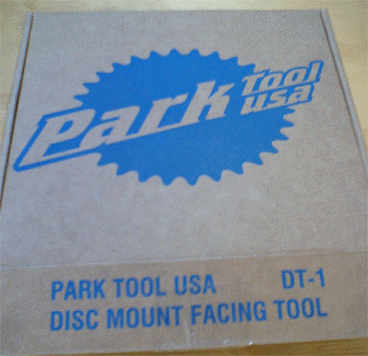 Park Tool
usa
PARK TOOL USA DT-1
DISC MOUNT FACING TOOL